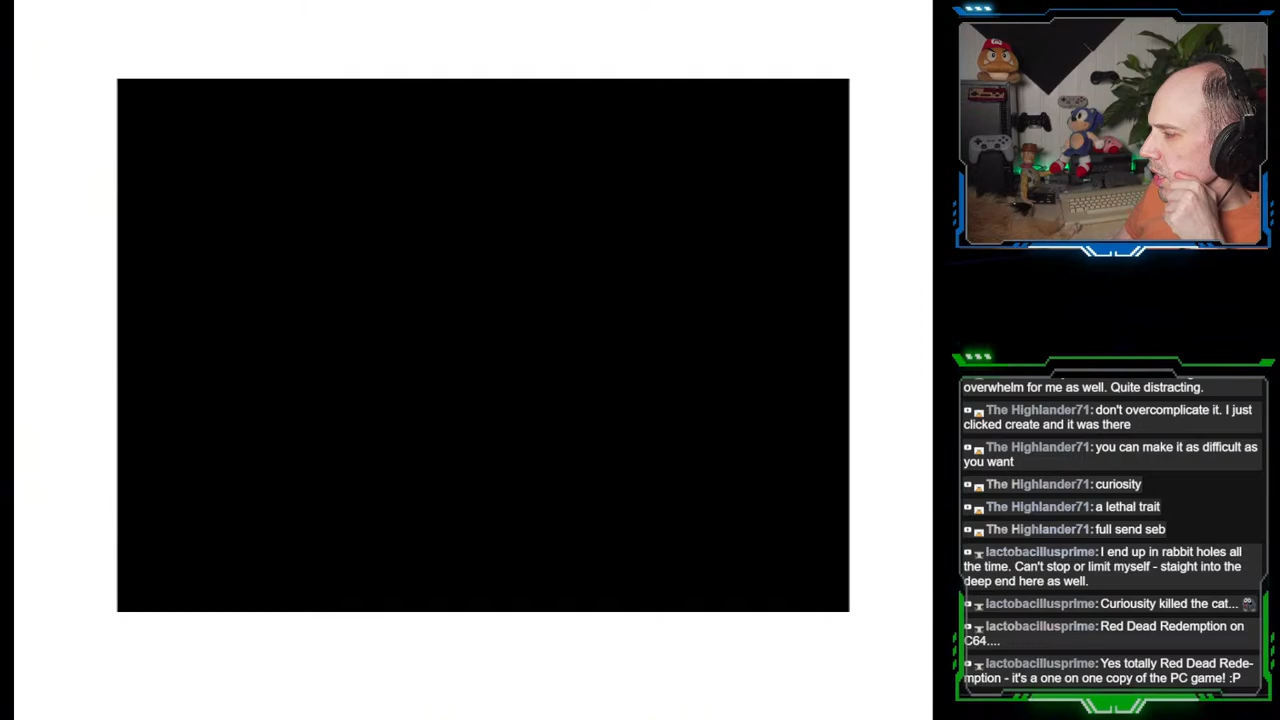 overwhelm for me as well. Quite distracting.
The Highlander71: don't overcomplicate it. I just
clicked create and it was there
The Highlander71: you can make it as difficult as
you want
The Highlander71: curiosity
The Highlander71: a lethal trait
The Highlander71: full send seb
lactobacillusprime: I end up in rabbit holes all
the time. Can't stop or limit myself - staight into the
deep end here as well.
lactobacillusprime: Curiousity killed the cat...
lactobacillusprime: Red Dead Redemption on
C64....
lactobacillusprime: Yes totally Red Dead Rede-
mption - it's a one on one copy of the PC game! :P